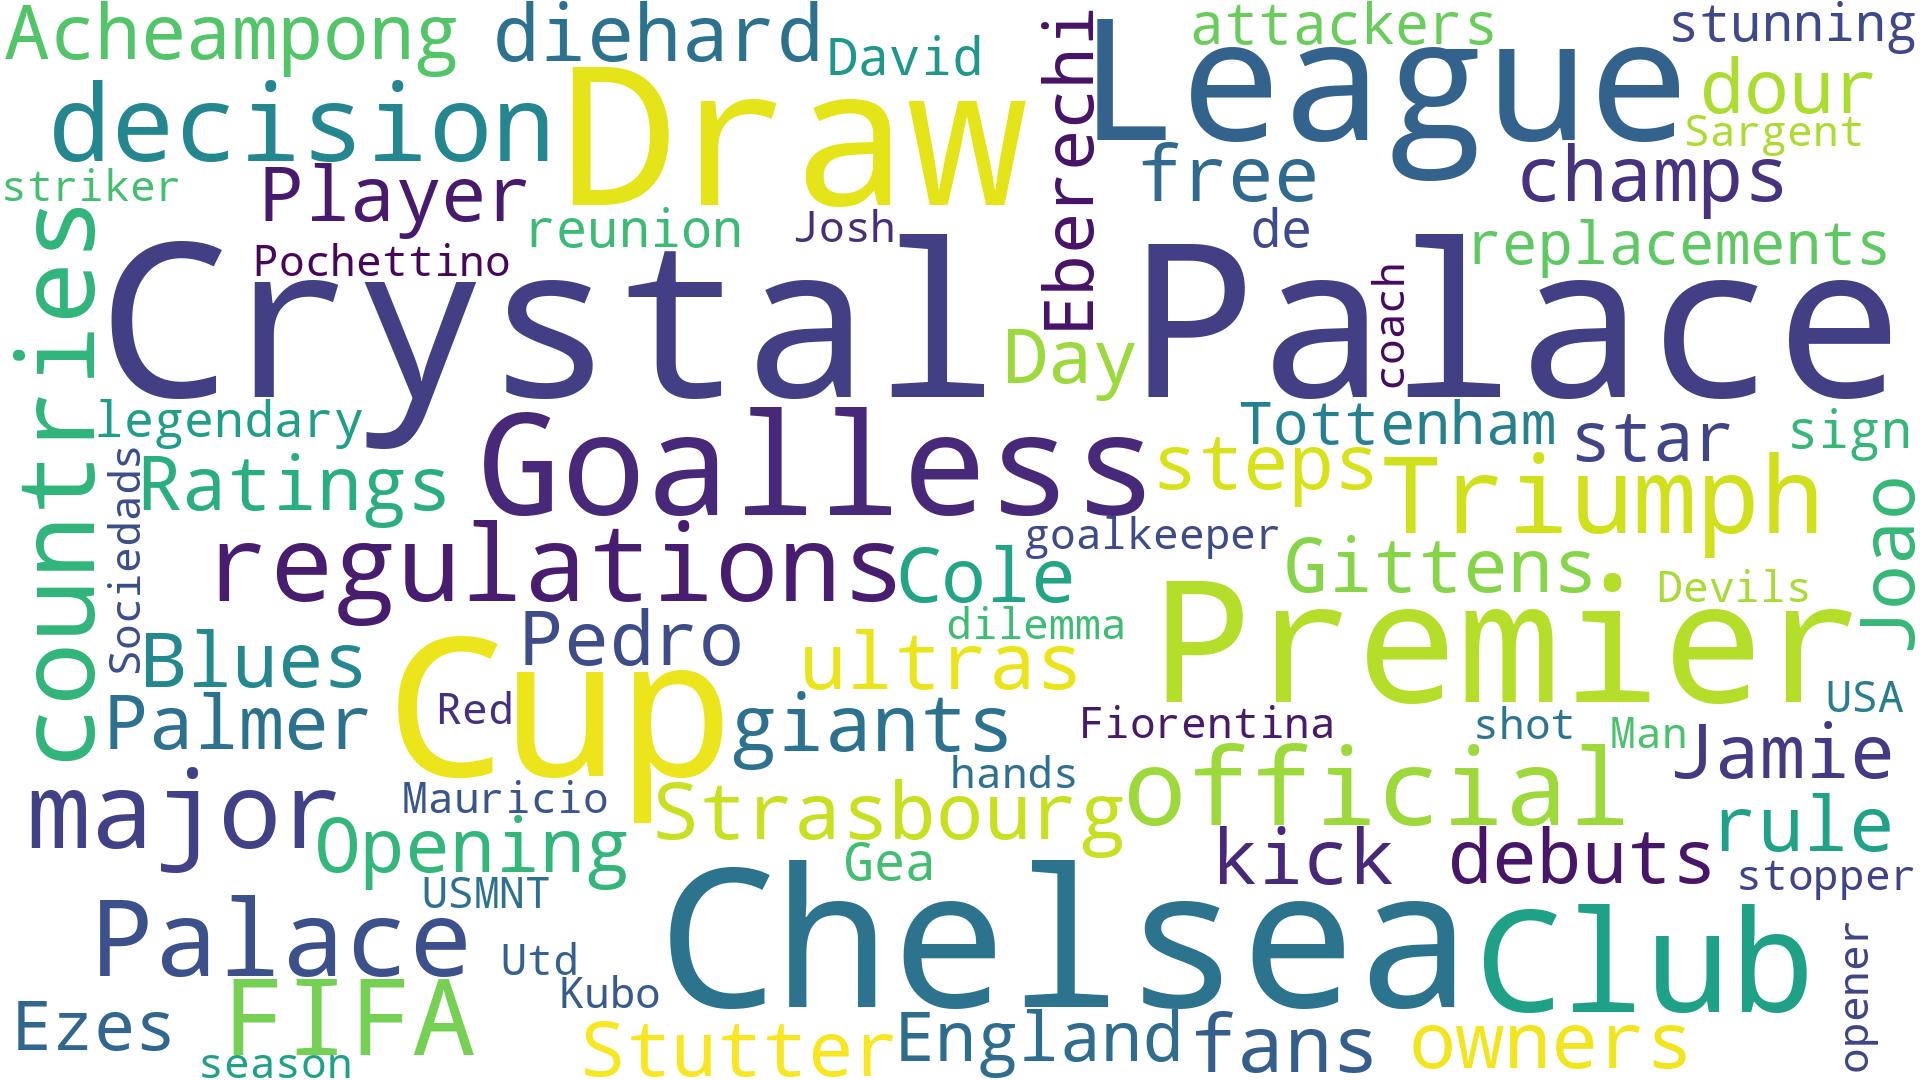 Acheampong
diehard
David
Eberechi
League
attackers
stunning
decision
Draw
dour
Sargent
striker
Player
free
champs
countries
reunion
Josh
de
replacements
Pochettino
Crystal Palace
coach
Day
legendary
Goalless
Tottenham
star
sign
Sociedads
Ratings
steps
Triumph
Joao
regulations
Cole
goalkeeper
Gittens
Devils
Blues
Pedro
dilemma
Premier
Palmer
Cup
Red
ultras
giants
Fiorentina
shot
Man
USA
Jamie
major
Mauricio
hands
official
Opening
Strasbourg
rule
Gea
kick
debuts
stopper
USMNT
Palace
Utd
Chelsea
Club
opener
Ezes
FIFA
Kubo
season
Stutter
England
fans
owners